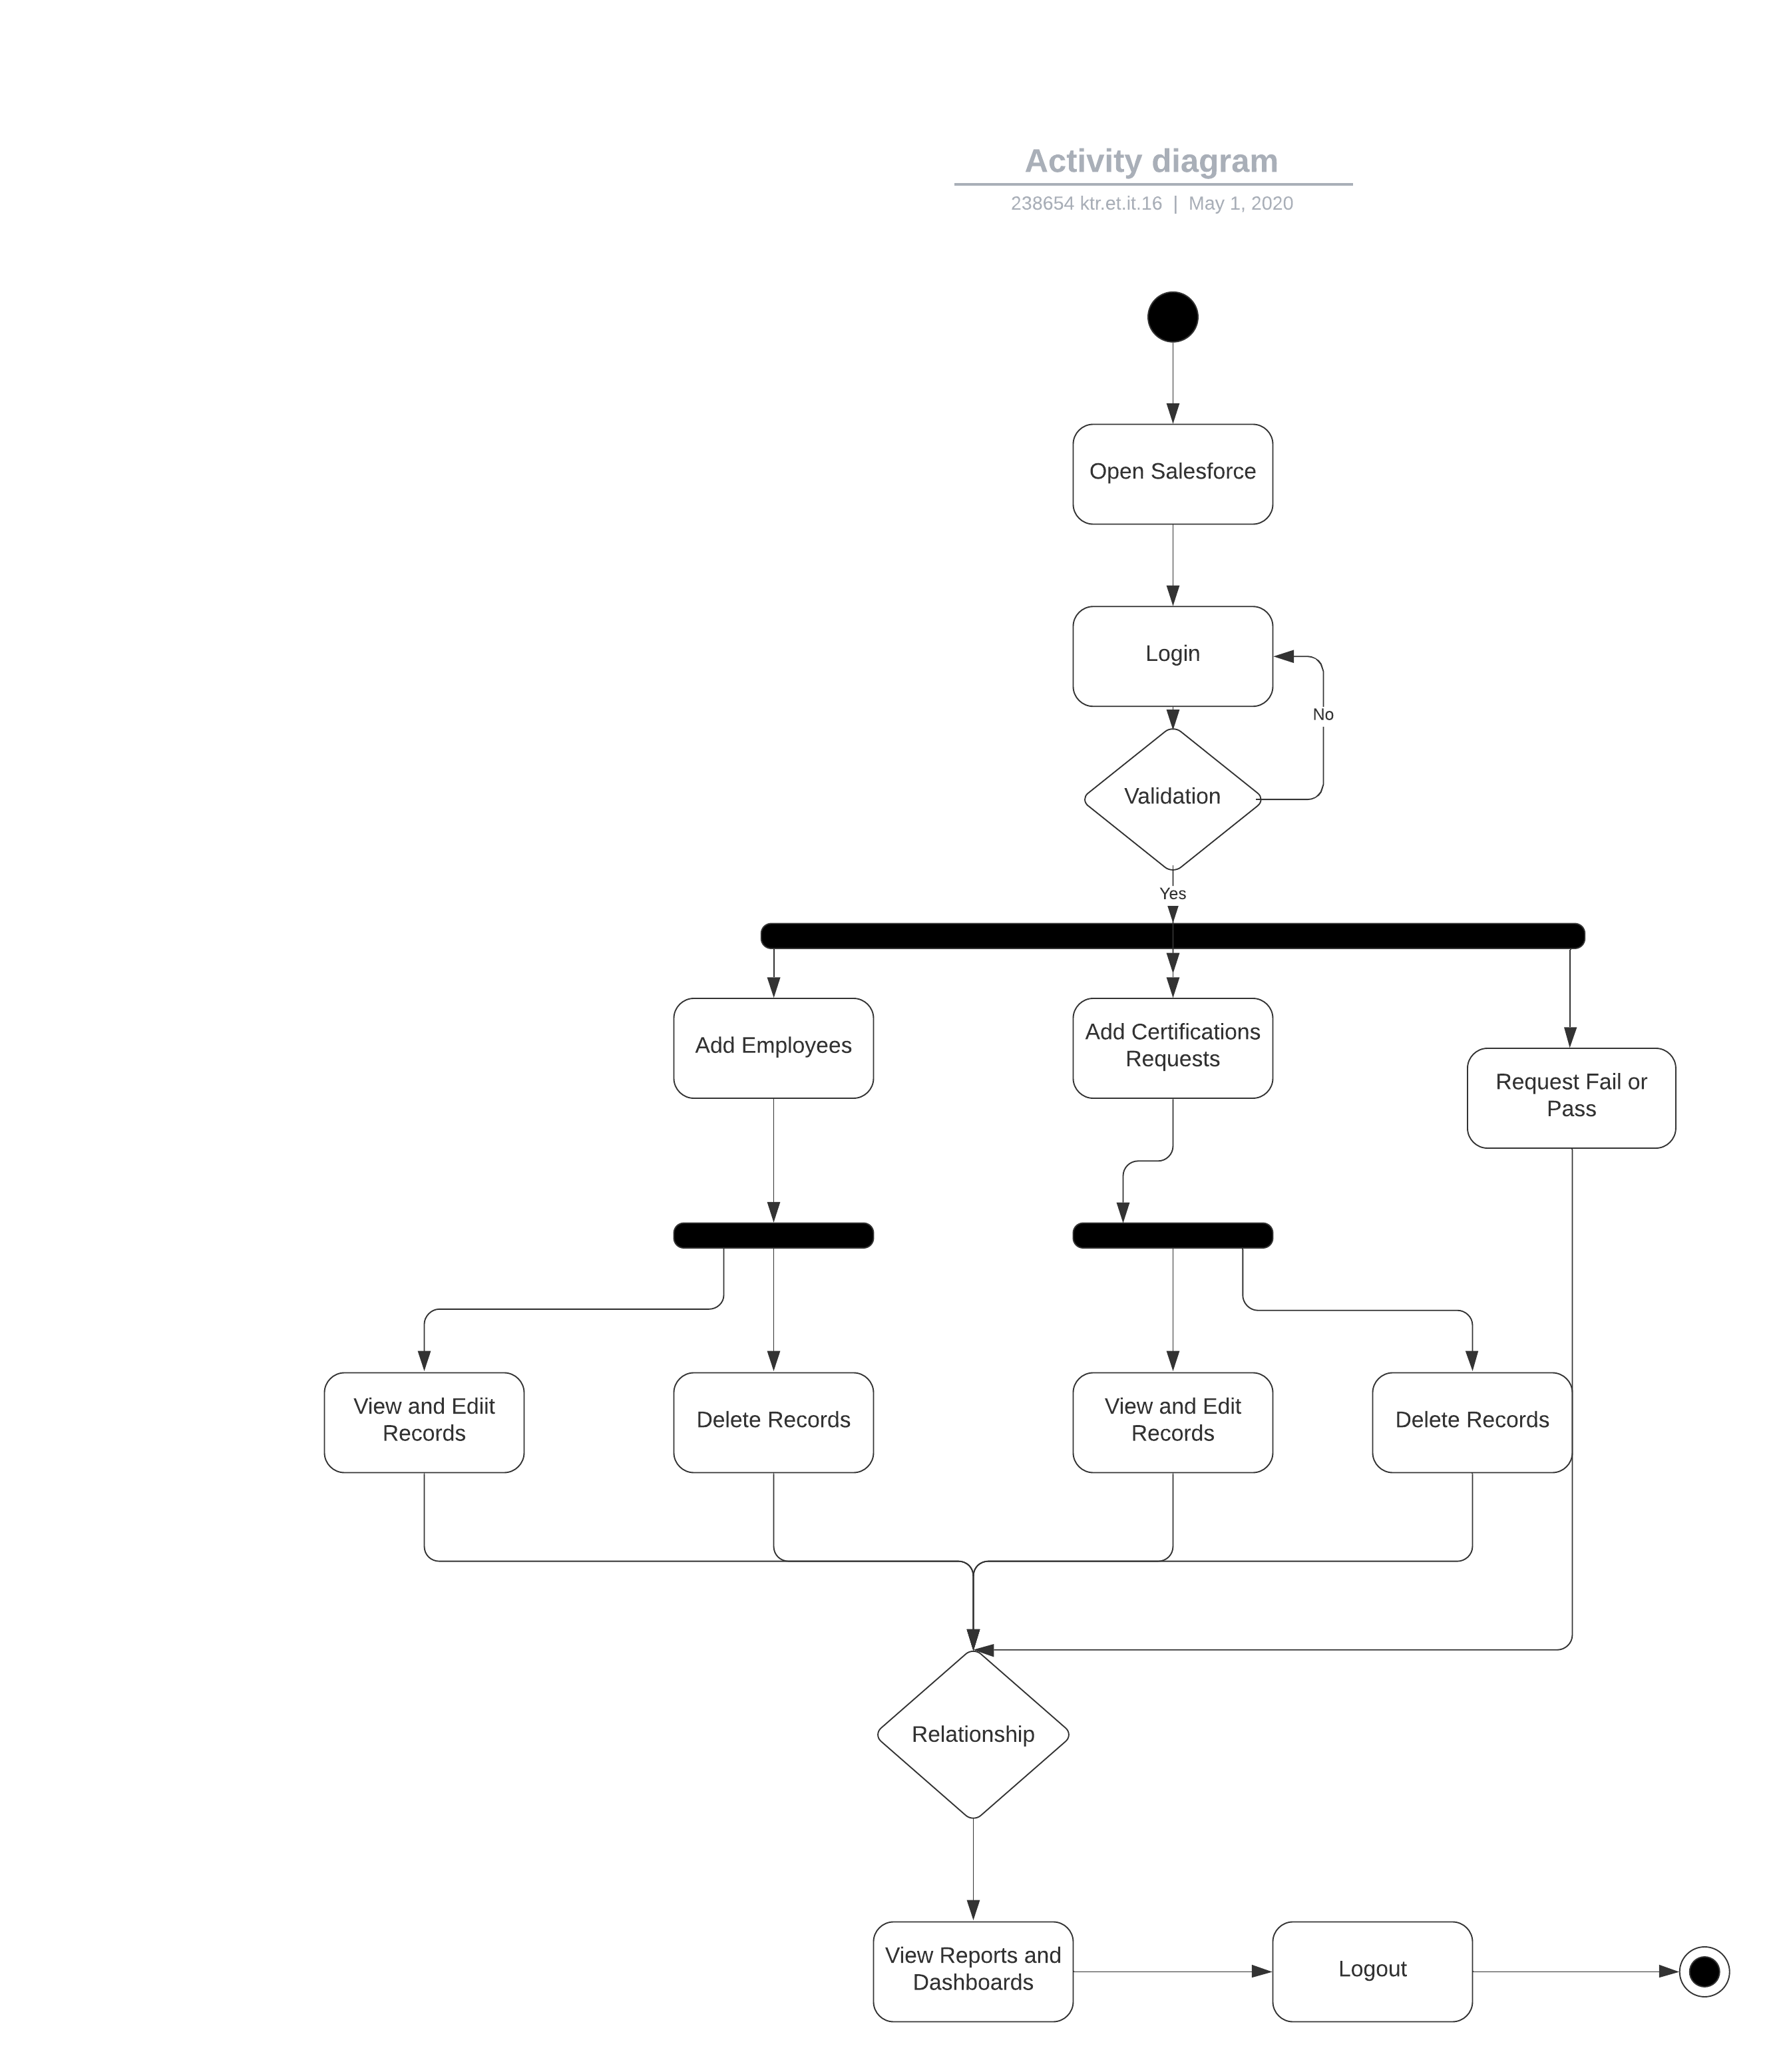 Activity diagram
238654 ktr.et.it.16 | May 1, 2020
Open Salesforce
Login
No
Validation
Yes
Add Employees
Add Certifications
Requests
Request Fail or
Pass
View and Ediit
Records
Delete Records
View and Edit
Records
Delete Records
Relationship
View Reports and
Dashboards
Logout